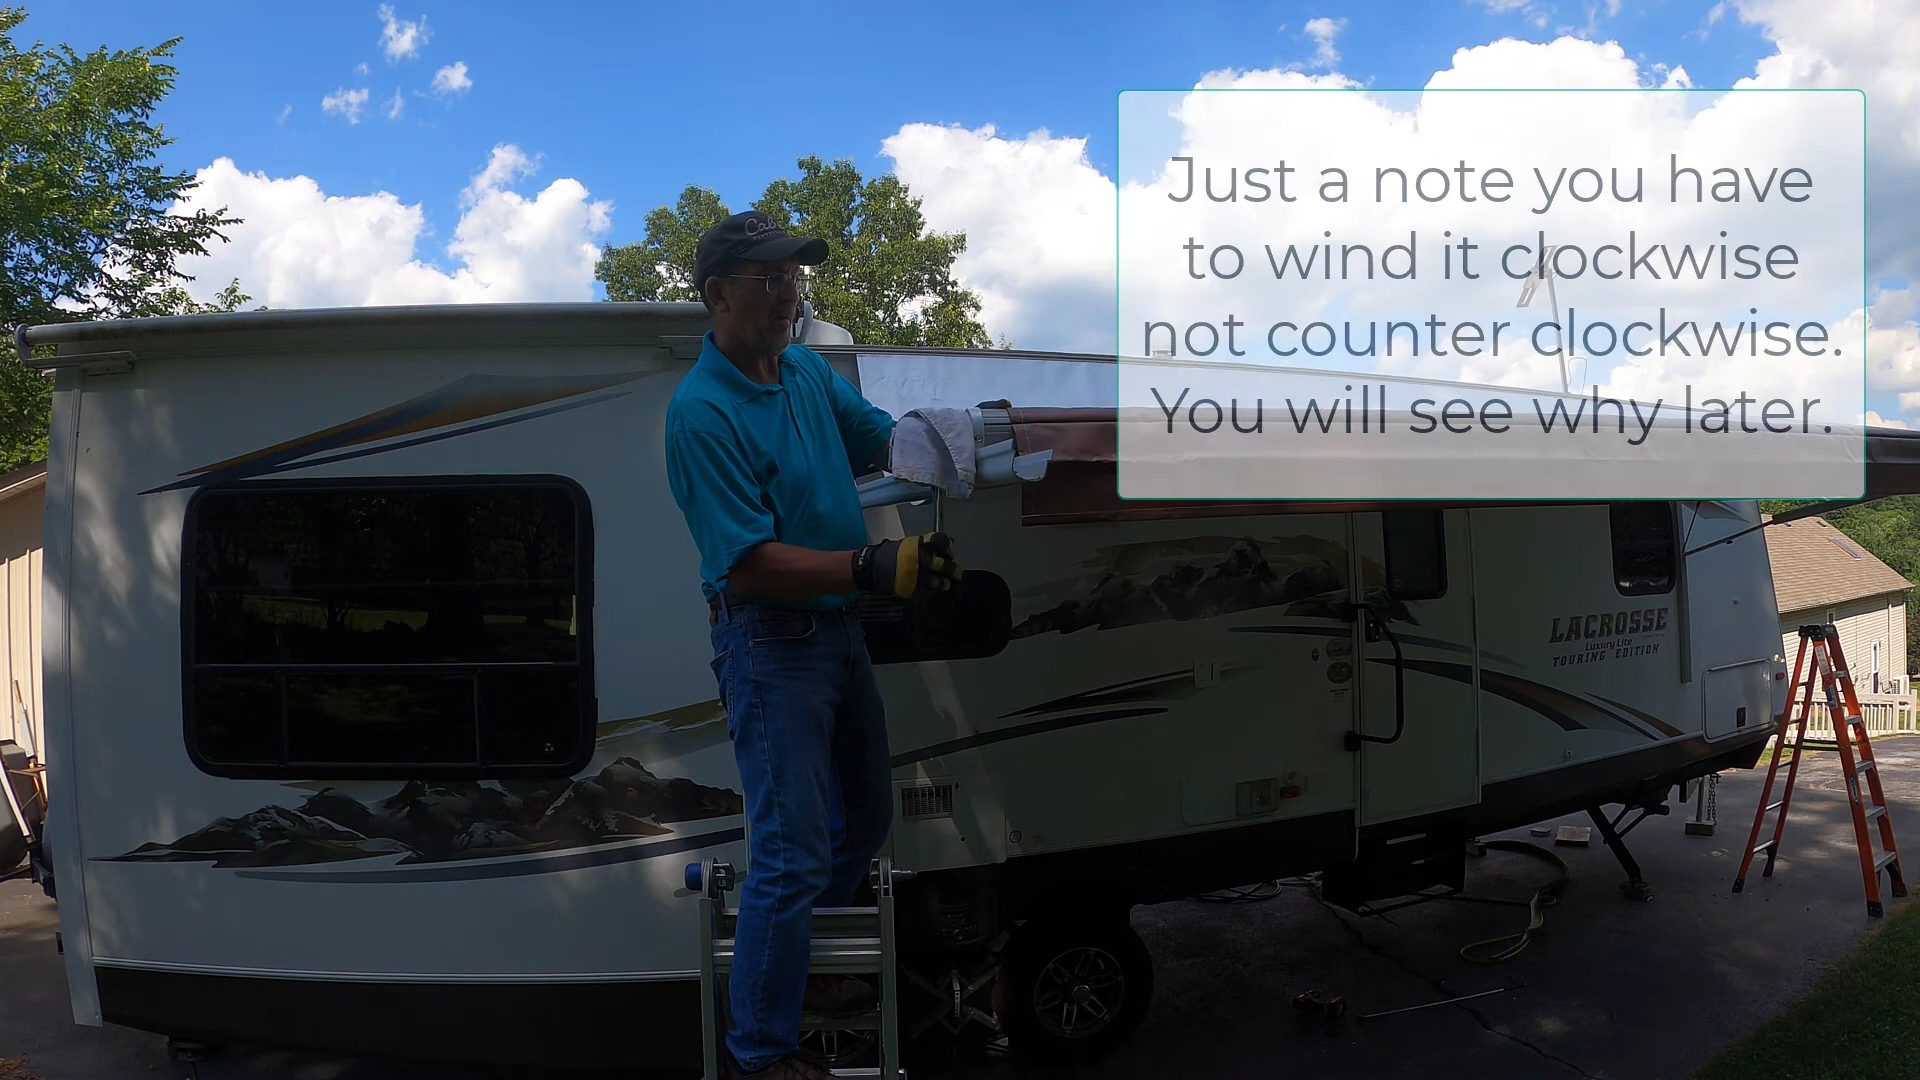 Just a note you have
to wind it clockwise
not counter clockwise.
You will see why later.
LACROSSE
Luxury Lite
TOURING EDITION